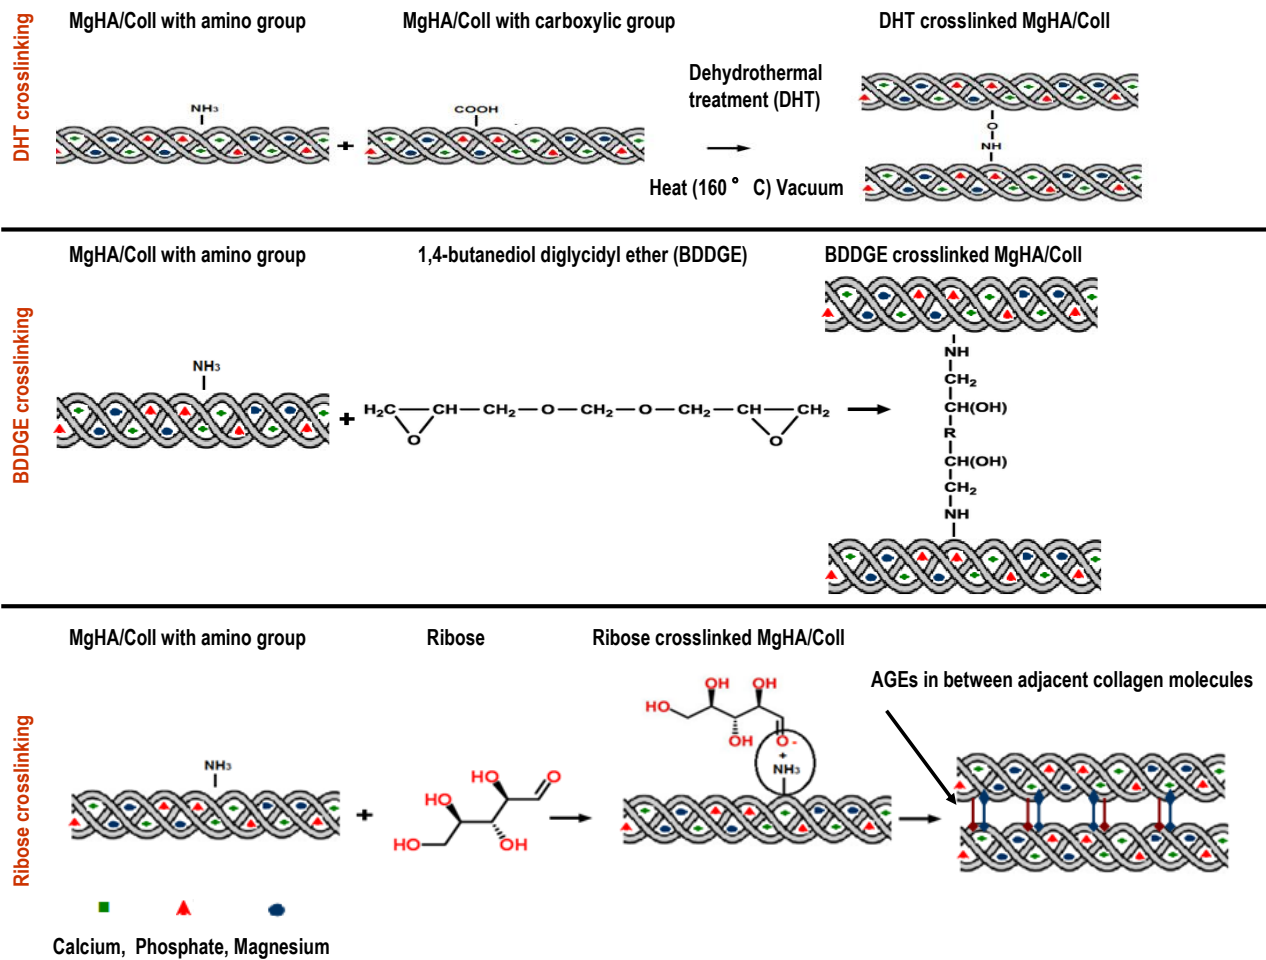 DHT crosslinking
MgHA/Coll with amino group
MgHA/Coll with carboxylic group
DHT crosslinked MgHA/Coll
NH3
+
COOH
Dehydrothermal
treatment (DHT)
Heat (160 ° C) Vacuum
O
NH
BDDGE crosslinking
MgHA/Coll with amino group
1,4-butanediol diglycidyl ether (BDDGE)
BDDGE crosslinked MgHA/Coll
NH3
+
H2C CH—CH2—O—CH2—O—CH2—CH CH2
O O
NH
CH2
CH(OH)
R
CH(OH)
CH2
NH
Ribose crosslinking
MgHA/Coll with amino group
Ribose
Ribose crosslinked MgHA/Coll
AGEs in between adjacent collagen molecules
NH3
+
HO O
HO
HO OH
OH OH
HO
OH O-
+
NH3
Calcium, Phosphate, Magnesium